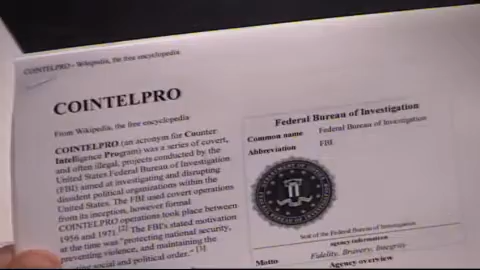 COINTELPRO - Wikipedia, the free encyclopedia
COINTELPRO
From Wikipedia, the free encyclopedia
COINTELPRO (an acronym for Counter
Intelligence Program) was a series of covert,
and often illegal, projects conducted by the
United States Federal Bureau of Investigation
(FBI) aimed at investigating and disrupting
dissident political organizations within the
United States. The FBI used covert operations
from its inception, however formal
COINTELPRO operations took place between
1956 and 1971.[2] The FBI's stated motivation
at the time was "protecting national security,
preventing violence, and maintaining the
social and political order."
Federal Bureau of Investigation
Common name Federal Bureau of Investigation
Abbreviation FBI
Seal of the Federal Bureau of Investigation
Agency information
Motto Fidelity, Bravery, Integrity
Agency overview